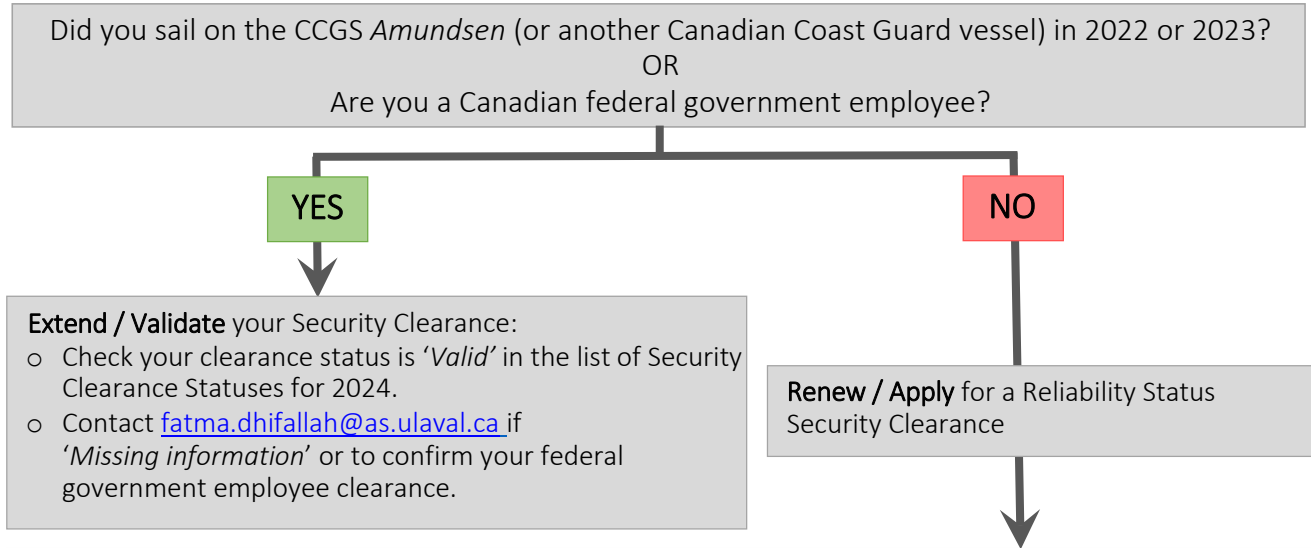 Did you sail on the CCGS Amundsen (or another Canadian Coast Guard vessel) in 2022 or 2023?
OR
Are you a Canadian federal government employee?
YES
NO
Extend / Validate your Security Clearance:
o Check your clearance status is ‘Valid’ in the list of Security
Clearance Statuses for 2024.
o Contact fatma.dhifallah@as.ulaval.ca if
‘Missing information’ or to confirm your federal
government employee clearance.
Renew / Apply for a Reliability Status
Security Clearance